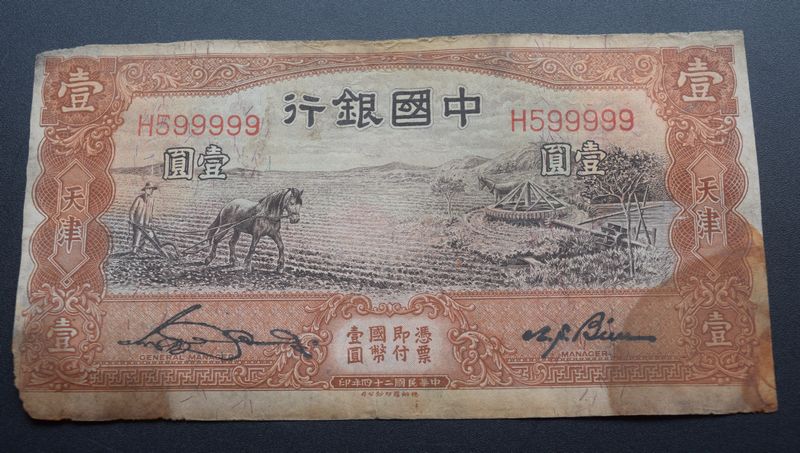 壹
壹
中國銀行
H599999
H599999
壹圓
壹圓
天津
天津
憑票
即付
國幣
壹圓
壹
壹
GENERAL MANAGER
MANAGER
中華民國二十四年印